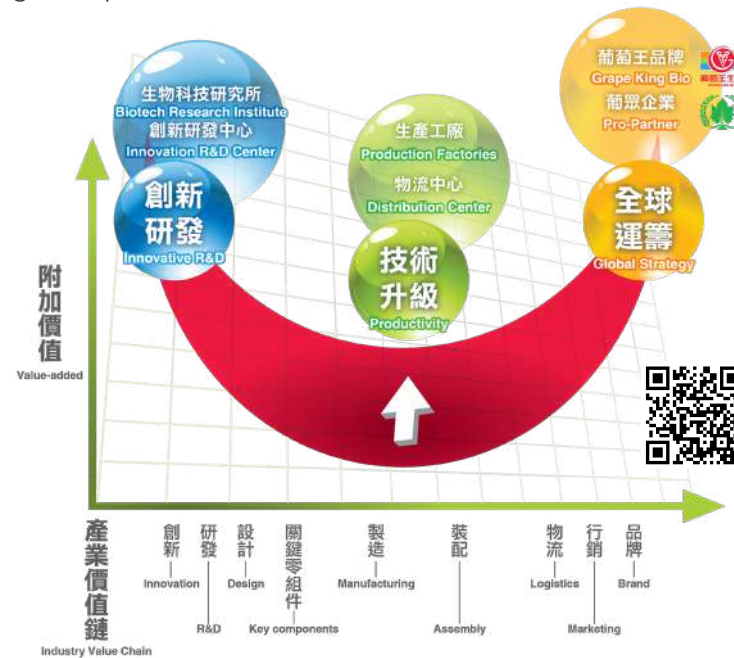 生物科技研究所
Biotech Research Institute
創新研發中心
Innovation R&D Center
創新
研發
Innovative R&D
生產工廠
Production Factories
物流中心
Distribution Center
技術
升級
Productivity
葡萄王品牌
Grape King Bio
葡眾企業
Pro-Partner
全球
運籌
Global Strategy
附加價值
Value-added
產業價值鏈
Industry Value Chain
創新
Innovation
研發
R&D
設計
Design
關鍵零組件
Key components
製造
Manufacturing
裝配
Assembly
物流
Logistics
行銷
Marketing
品牌
Brand